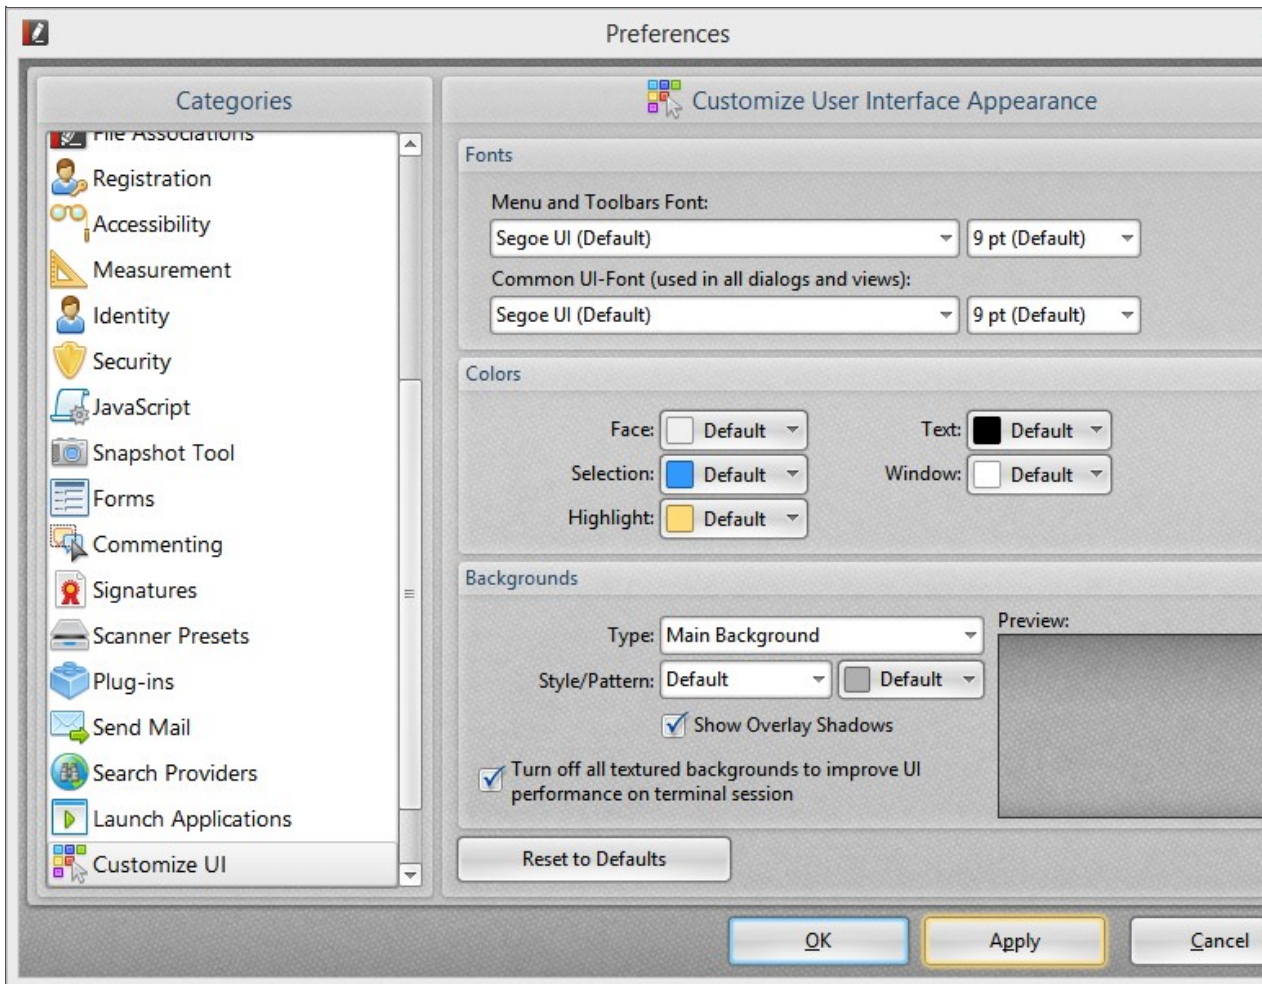 Preferences
Categories
File Associations
Registration
Accessibility
Measurement
Identity
Security
JavaScript
Snapshot Tool
Forms
Commenting
Signatures
Scanner Presets
Plug-ins
Send Mail
Search Providers
Launch Applications
Customize UI
Customize User Interface Appearance
Fonts
Menu and Toolbars Font:
Segoe UI (Default) 9 pt (Default)
Common UI-Font (used in all dialogs and views):
Segoe UI (Default) 9 pt (Default)
Colors
Face: Default Text: Default
Selection: Default Window: Default
Highlight: Default
Backgrounds
Type: Main Background Preview:
Style/Pattern: Default Default
Show Overlay Shadows
Turn off all textured backgrounds to improve UI
performance on terminal session
Reset to Defaults
OK Apply Cancel